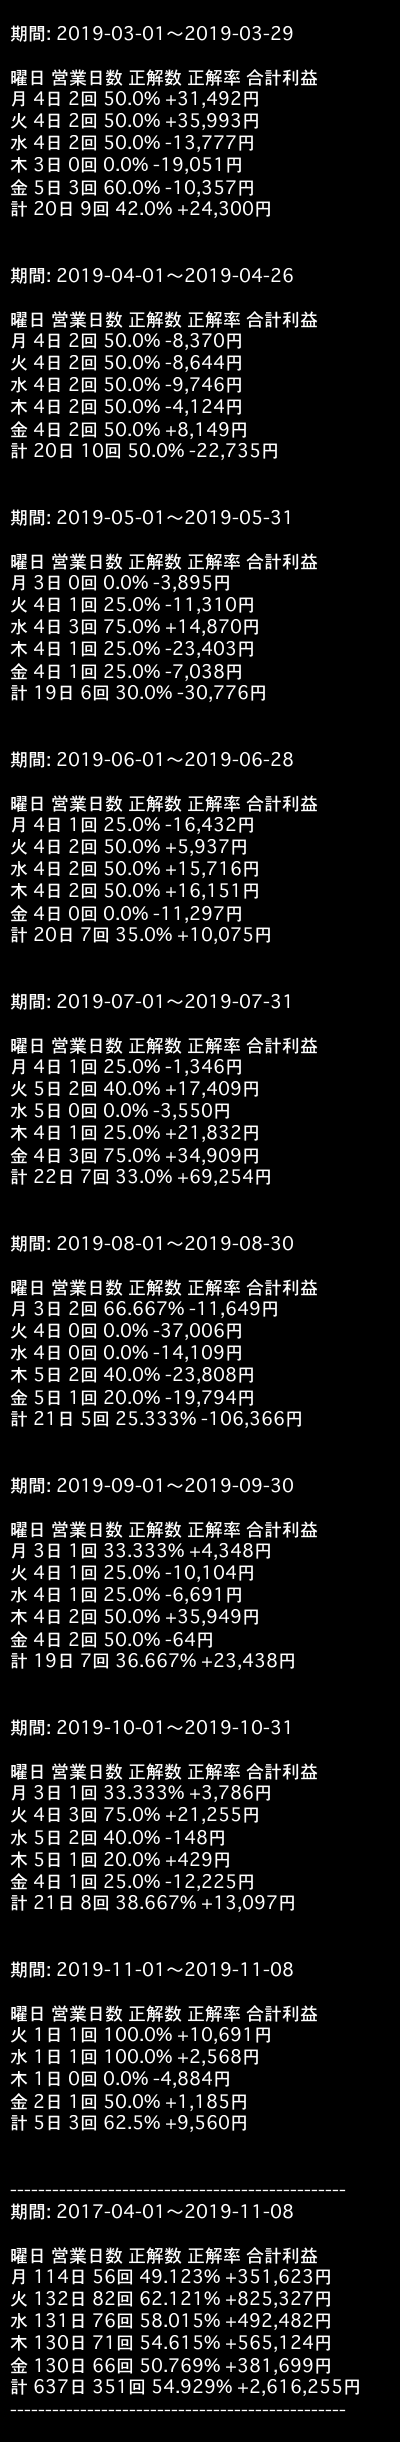 期間: 2019-03-01〜2019-03-29
曜日 営業日数 正解数 正解率 合計利益
月 4日 2回 50.0% +31,492円
火 4日 2回 50.0% +35,993円
水 4日 2回 50.0% -13,777円
木 3日 0回 0.0% -19,051円
金 5日 3回 60.0% -10,357円
計 20日 9回 42.0% +24,300円
期間: 2019-04-01〜2019-04-26
曜日 営業日数 正解数 正解率 合計利益
月 4日 2回 50.0% -8,370円
火 4日 2回 50.0% -8,644円
水 4日 2回 50.0% -9,746円
木 4日 2回 50.0% -4,124円
金 4日 2回 50.0% +8,149円
計 20日 10回 50.0% -22,735円
期間: 2019-05-01〜2019-05-31
曜日 営業日数 正解数 正解率 合計利益
月 3日 0回 0.0% -3,895円
火 4日 1回 25.0% -11,310円
水 4日 3回 75.0% +14,870円
木 4日 1回 25.0% -23,403円
金 4日 1回 25.0% -7,038円
計 19日 6回 30.0% -30,776円
期間: 2019-06-01〜2019-06-28
曜日 営業日数 正解数 正解率 合計利益
月 4日 1回 25.0% -16,432円
火 4日 2回 50.0% +5,937円
水 4日 2回 50.0% +15,716円
木 4日 2回 50.0% +16,151円
金 4日 0回 0.0% -11,297円
計 20日 7回 35.0% +10,075円
期間: 2019-07-01〜2019-07-31
曜日 営業日数 正解数 正解率 合計利益
月 4日 1回 25.0% -1,346円
火 5日 2回 40.0% +17,409円
水 5日 0回 0.0% -3,550円
木 4日 1回 25.0% +21,832円
金 4日 3回 75.0% +34,909円
計 22日 7回 33.0% +69,254円
期間: 2019-08-01〜2019-08-30
曜日 営業日数 正解数 正解率 合計利益
月 3日 2回 66.667% -11,649円
火 4日 0回 0.0% -37,006円
水 4日 0回 0.0% -14,109円
木 5日 2回 40.0% -23,808円
金 5日 1回 20.0% -19,794円
計 21日 5回 25.333% -106,366円
期間: 2019-09-01〜2019-09-30
曜日 営業日数 正解数 正解率 合計利益
月 3日 1回 33.333% +4,348円
火 4日 1回 25.0% -10,104円
水 4日 1回 25.0% -6,691円
木 4日 2回 50.0% +35,949円
金 4日 2回 50.0% -64円
計 19日 7回 36.667% +23,438円
期間: 2019-10-01〜2019-10-31
曜日 営業日数 正解数 正解率 合計利益
月 3日 1回 33.333% +3,786円
火 4日 3回 75.0% +21,255円
水 5日 2回 40.0% -148円
木 5日 1回 20.0% +429円
金 4日 1回 25.0% -12,225円
計 21日 8回 38.667% +13,097円
期間: 2019-11-01〜2019-11-08
曜日 営業日数 正解数 正解率 合計利益
火 1日 1回 100.0% +10,691円
水 1日 1回 100.0% +2,568円
木 1日 0回 0.0% -4,884円
金 2日 1回 50.0% +1,185円
計 5日 3回 62.5% +9,560円
------------------------------------------------
期間: 2017-04-01〜2019-11-08
曜日 営業日数 正解数 正解率 合計利益
月 114日 56回 49.123% +351,623円
火 132日 82回 62.121% +825,327円
水 131日 76回 58.015% +492,482円
木 130日 71回 54.615% +565,124円
金 130日 66回 50.769% +381,699円
計 637日 351回 54.929% +2,616,255円
------------------------------------------------